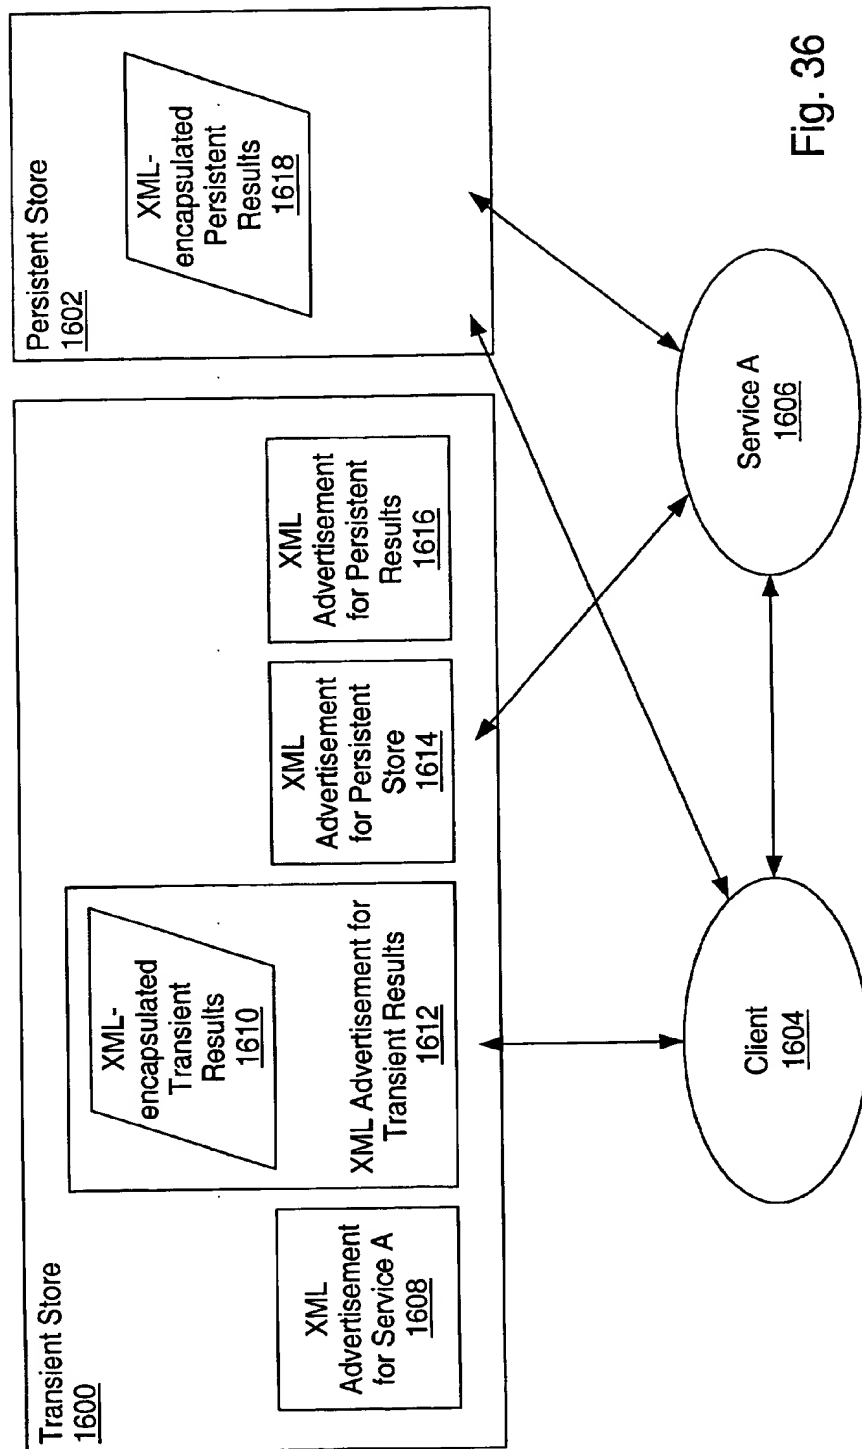 Transient Store
1600
XML
Advertisement
for Service A
1608
XML-
encapsulated
Transient
Results
1610
XML Advertisement for
Transient Results
1612
XML
Advertisement
for Persistent
Store
1614
XML
Advertisement
for Persistent
Results
1616
Persistent Store
1602
XML-
encapsulated
Persistent
Results
1618
Client
1604
Service A
1606
Fig. 36